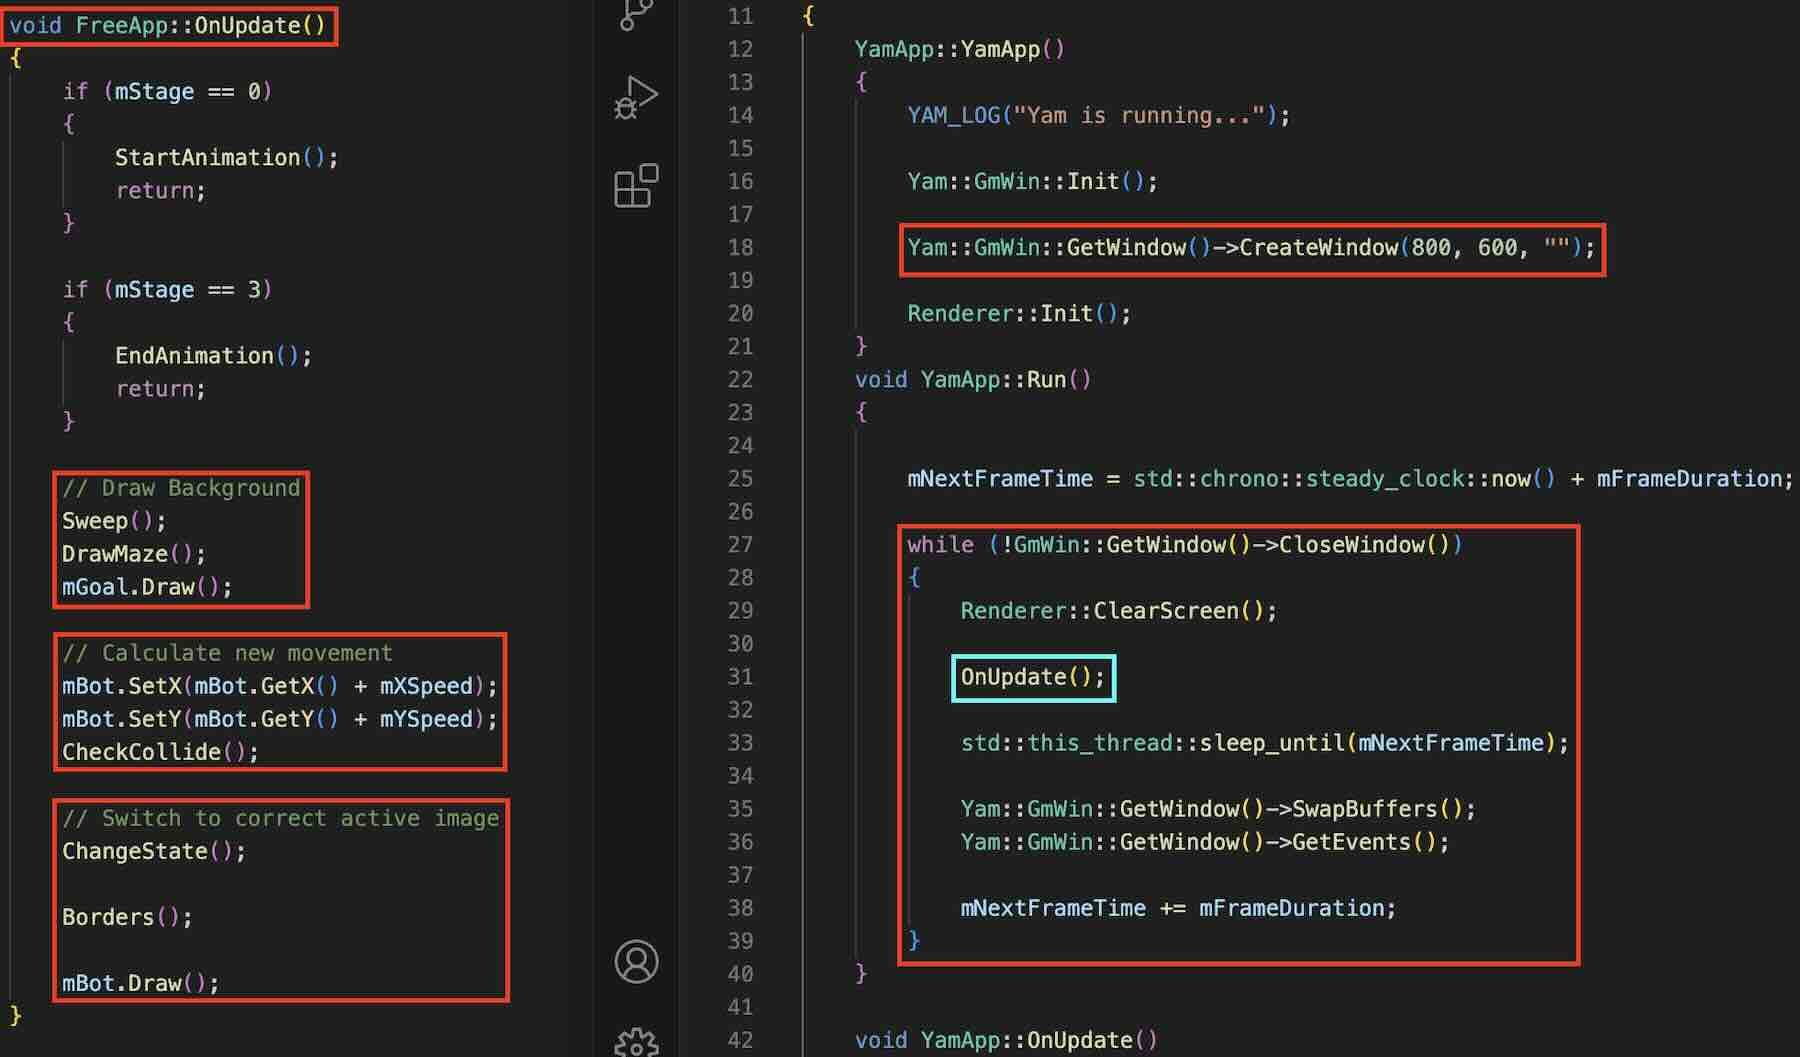 void FreeApp::OnUpdate()
{
if (mStage == 0)
{
StartAnimation();
return;
}
if (mStage == 3)
{
EndAnimation();
return;
}
// Draw Background
Sweep();
DrawMaze();
mGoal.Draw();
// Calculate new movement
mBot.SetX(mBot.GetX() + mXSpeed);
mBot.SetY(mBot.GetY() + mYSpeed);
CheckCollide();
// Switch to correct active image
ChangeState();
Borders();
mBot.Draw();
}
11 {
12 YamApp::YamApp()
13 {
14 YAM_LOG("Yam is running...");
15
16 Yam::GmWin::Init();
17
18 Yam::GmWin::GetWindow()->CreateWindow(800, 600, "");
19
20 Renderer::Init();
21 }
22 void YamApp::Run()
23 {
24
25 mNextFrameTime = std::chrono::steady_clock::now() + mFrameDuration;
26
27 while (!GmWin::GetWindow()->CloseWindow())
28 {
29 Renderer::ClearScreen();
30
31 OnUpdate();
32
33 std::this_thread::sleep_until(mNextFrameTime);
34
35 Yam::GmWin::GetWindow()->SwapBuffers();
36 Yam::GmWin::GetWindow()->GetEvents();
37
38 mNextFrameTime += mFrameDuration;
39 }
40 }
41
42 void YamApp::OnUpdate()